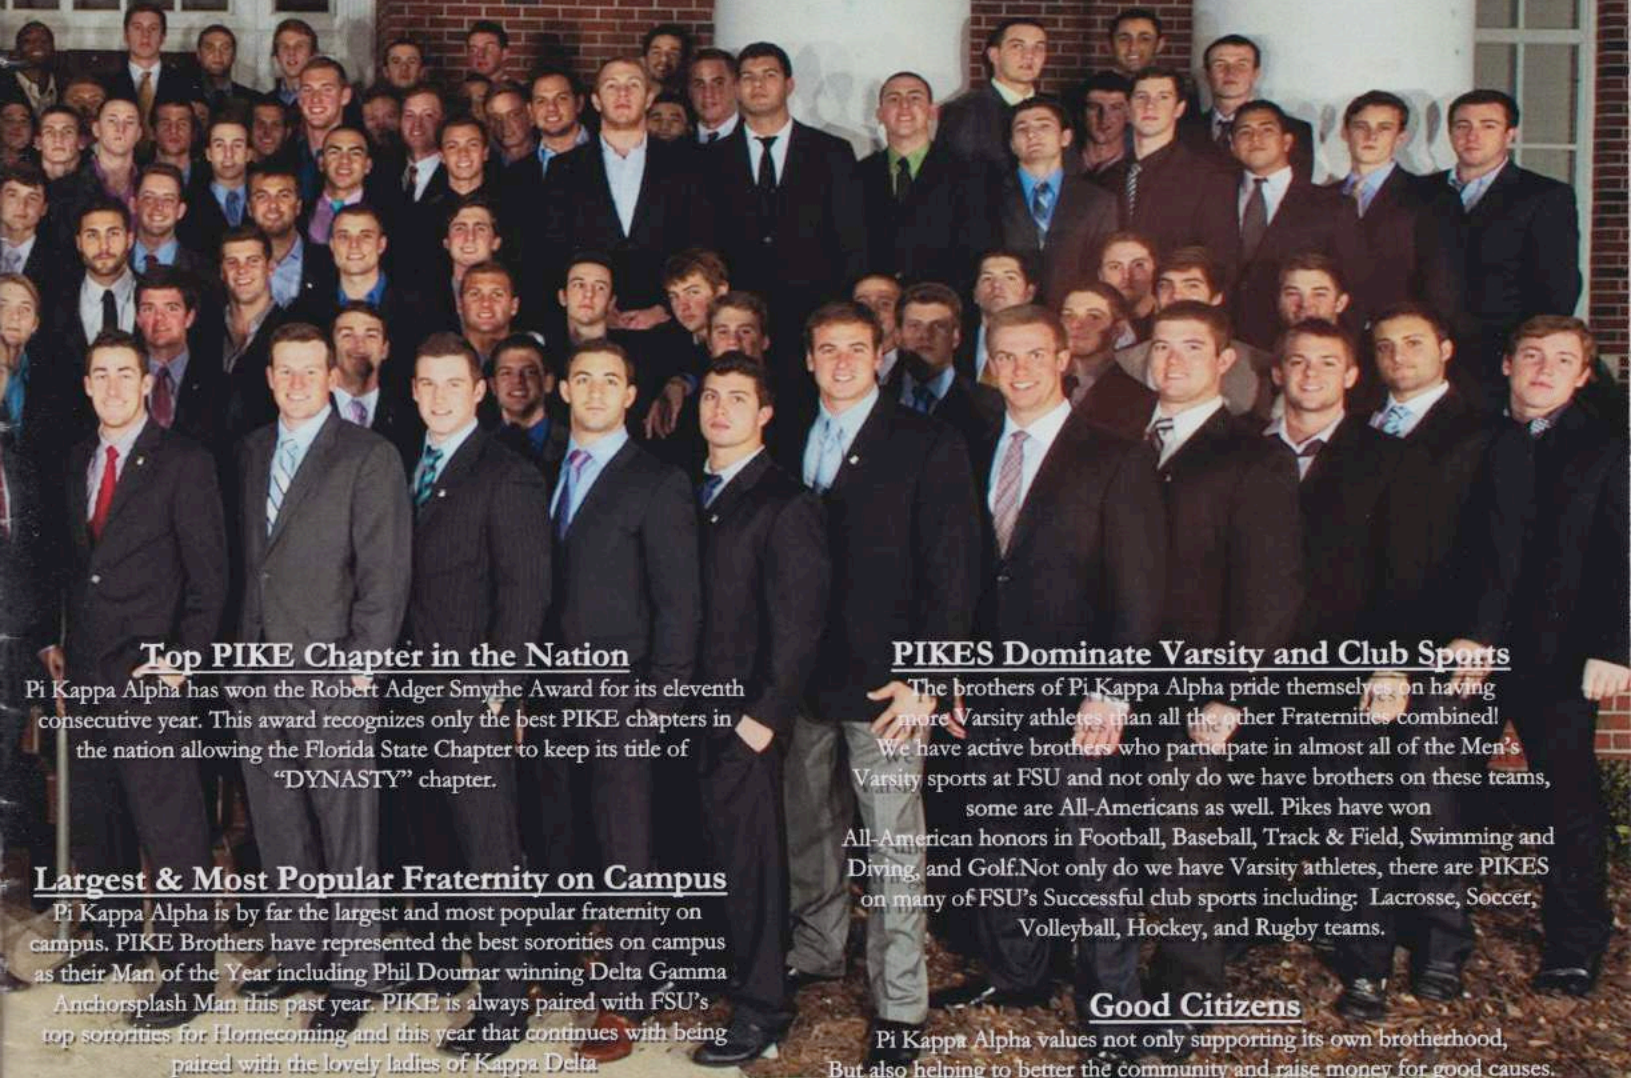 Top PIKE Chapter in the Nation
Pi Kappa Alpha has won the Robert Adger Smythe Award for its eleventh
consecutive year. This award recognizes only the best PIKE chapters in
the nation allowing the Florida State Chapter to keep its title of
“DYNASTY” chapter.
Largest & Most Popular Fraternity on Campus
Pi Kappa Alpha is by far the largest and most popular fraternity on
campus. PIKE Brothers have represented the best sororities on campus
as their Man of the Year including Phil Doumar winning Delta Gamma
Anchorsplash Man this past year. PIKE is always paired with FSU’s
top sororities for Homecoming and this year that continues with being
paired with the lovely ladies of Kappa Delta
PIKES Dominate Varsity and Club Sports
The brothers of Pi Kappa Alpha pride themselves on having
more Varsity athletes than all the other Fraternities combined!
We have active brothers who participate in almost all of the Men’s
Varsity sports at FSU and not only do we have brothers on these teams,
some are All-Americans as well. Pikes have won
All-American honors in Football, Baseball, Track & Field, Swimming and
Diving, and Golf.Not only do we have Varsity athletes, there are PIKES
on many of FSU’s Successful club sports including: Lacrosse, Soccer,
Volleyball, Hockey, and Rugby teams.
Good Citizens
Pi Kappa Alpha values not only supporting its own brotherhood,
But also helping to better the community and raise money for good causes.